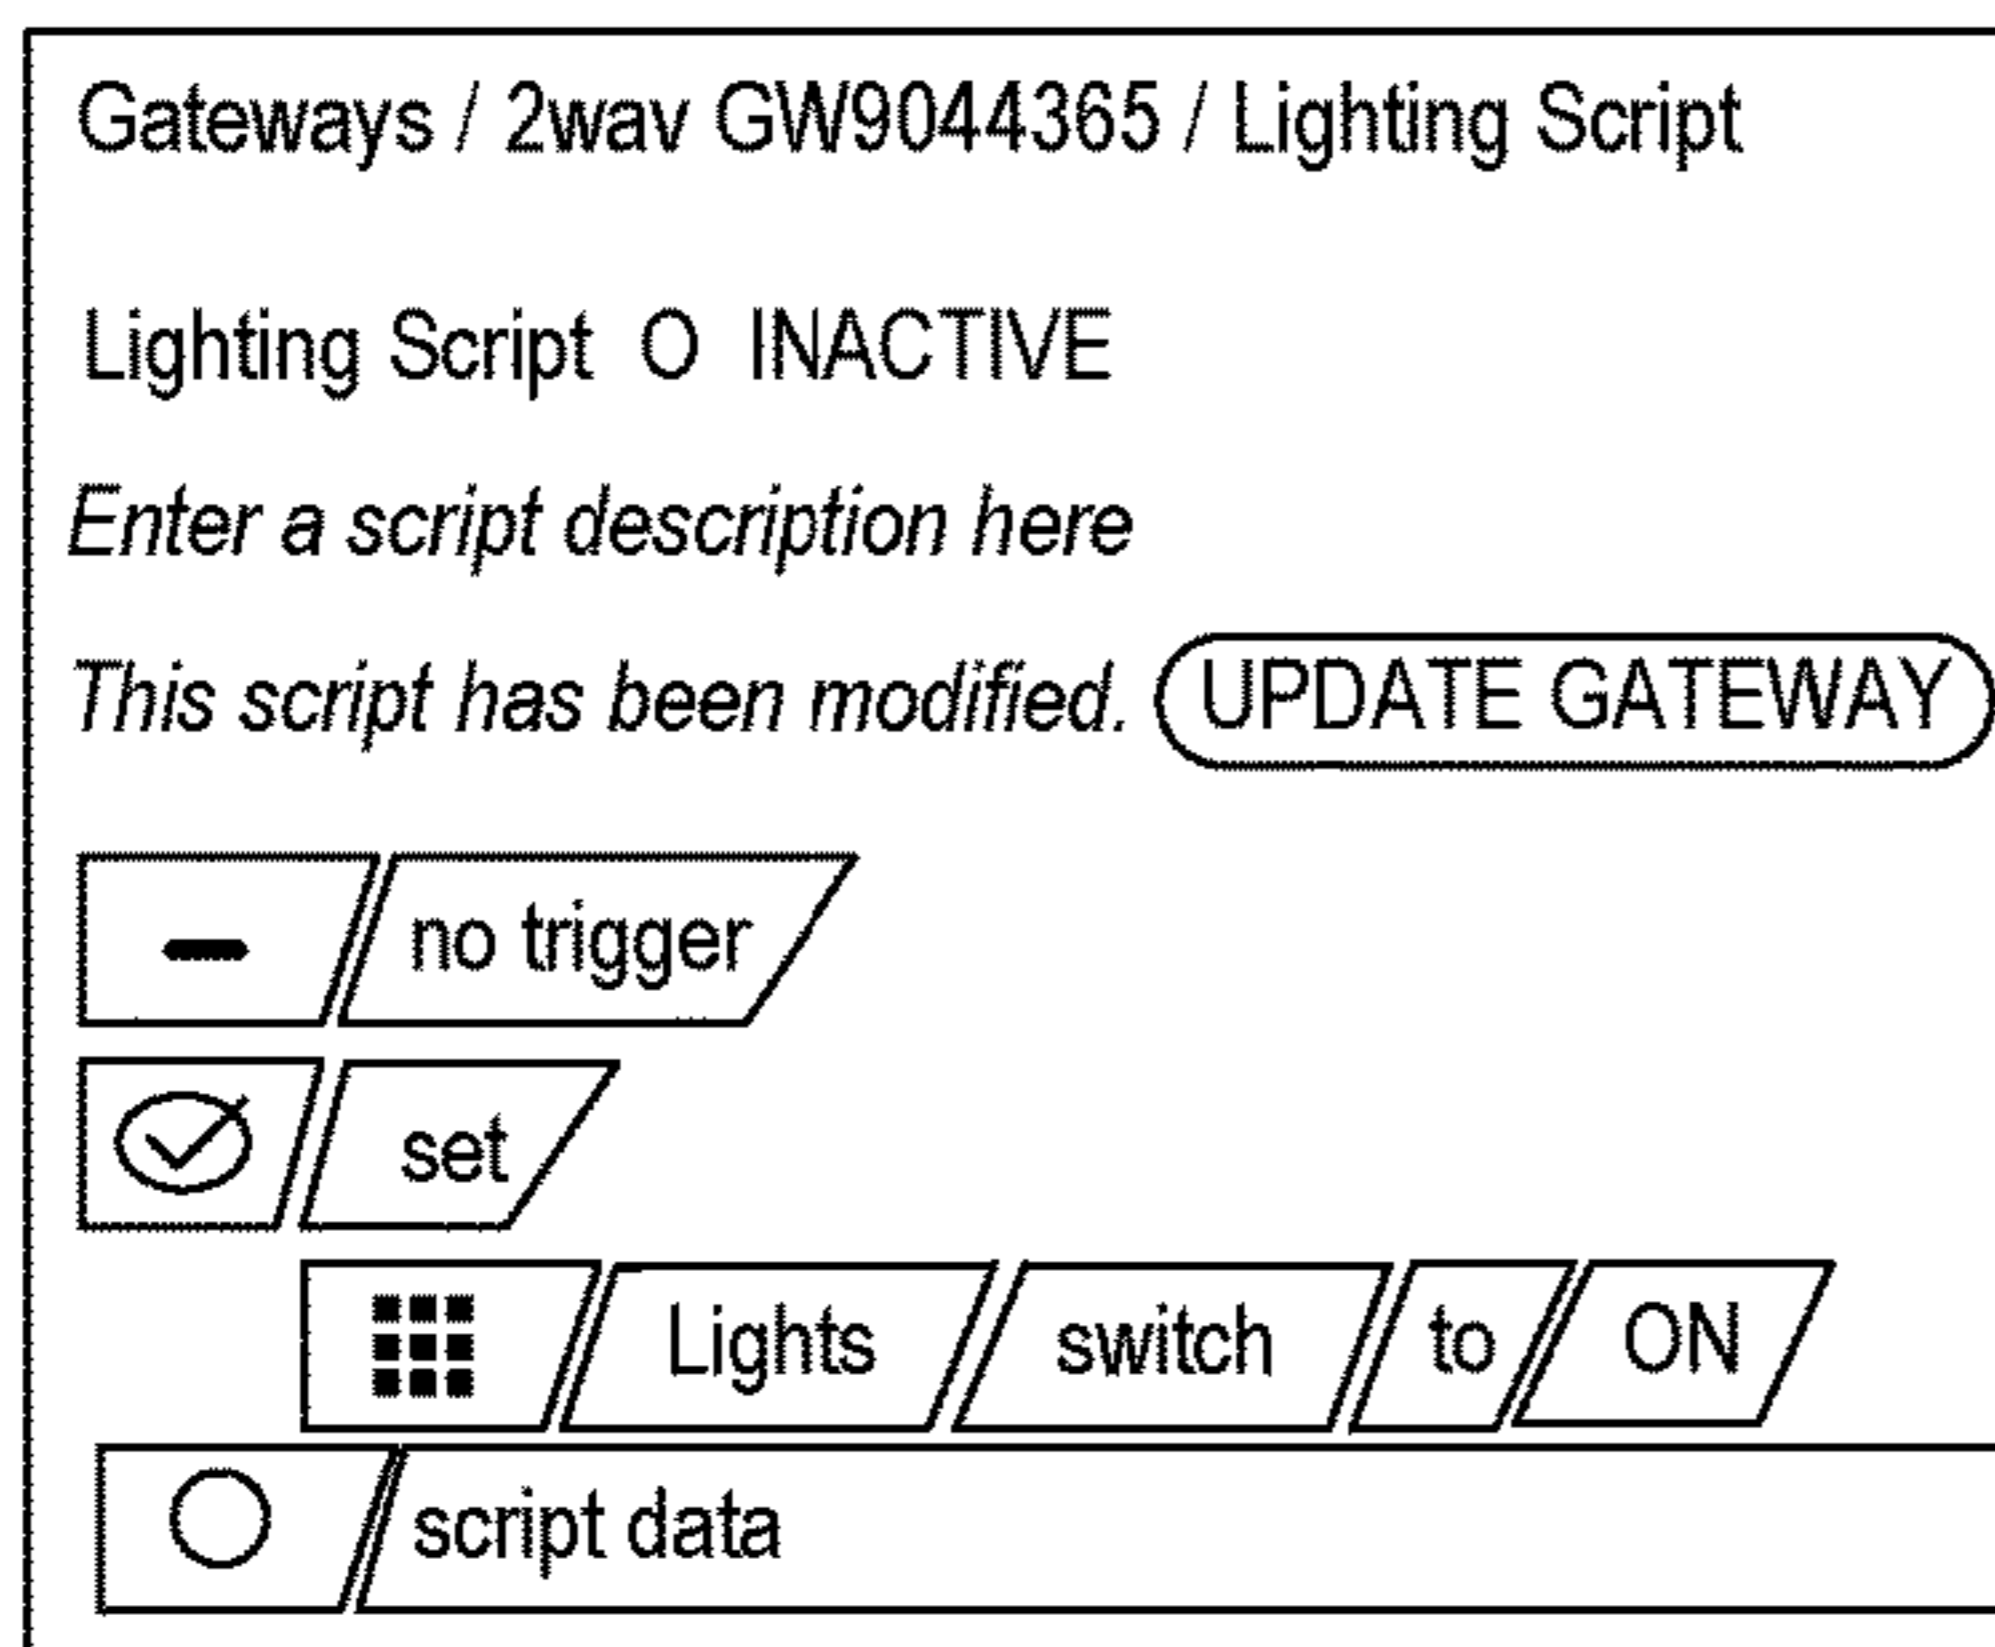 Gateways / 2wav GW9044365 / Lighting Script
Lighting Script O INACTIVE
Enter a script description here
This script has been modified. UPDATE GATEWAY
no trigger
set
Lights switch to ON
script data